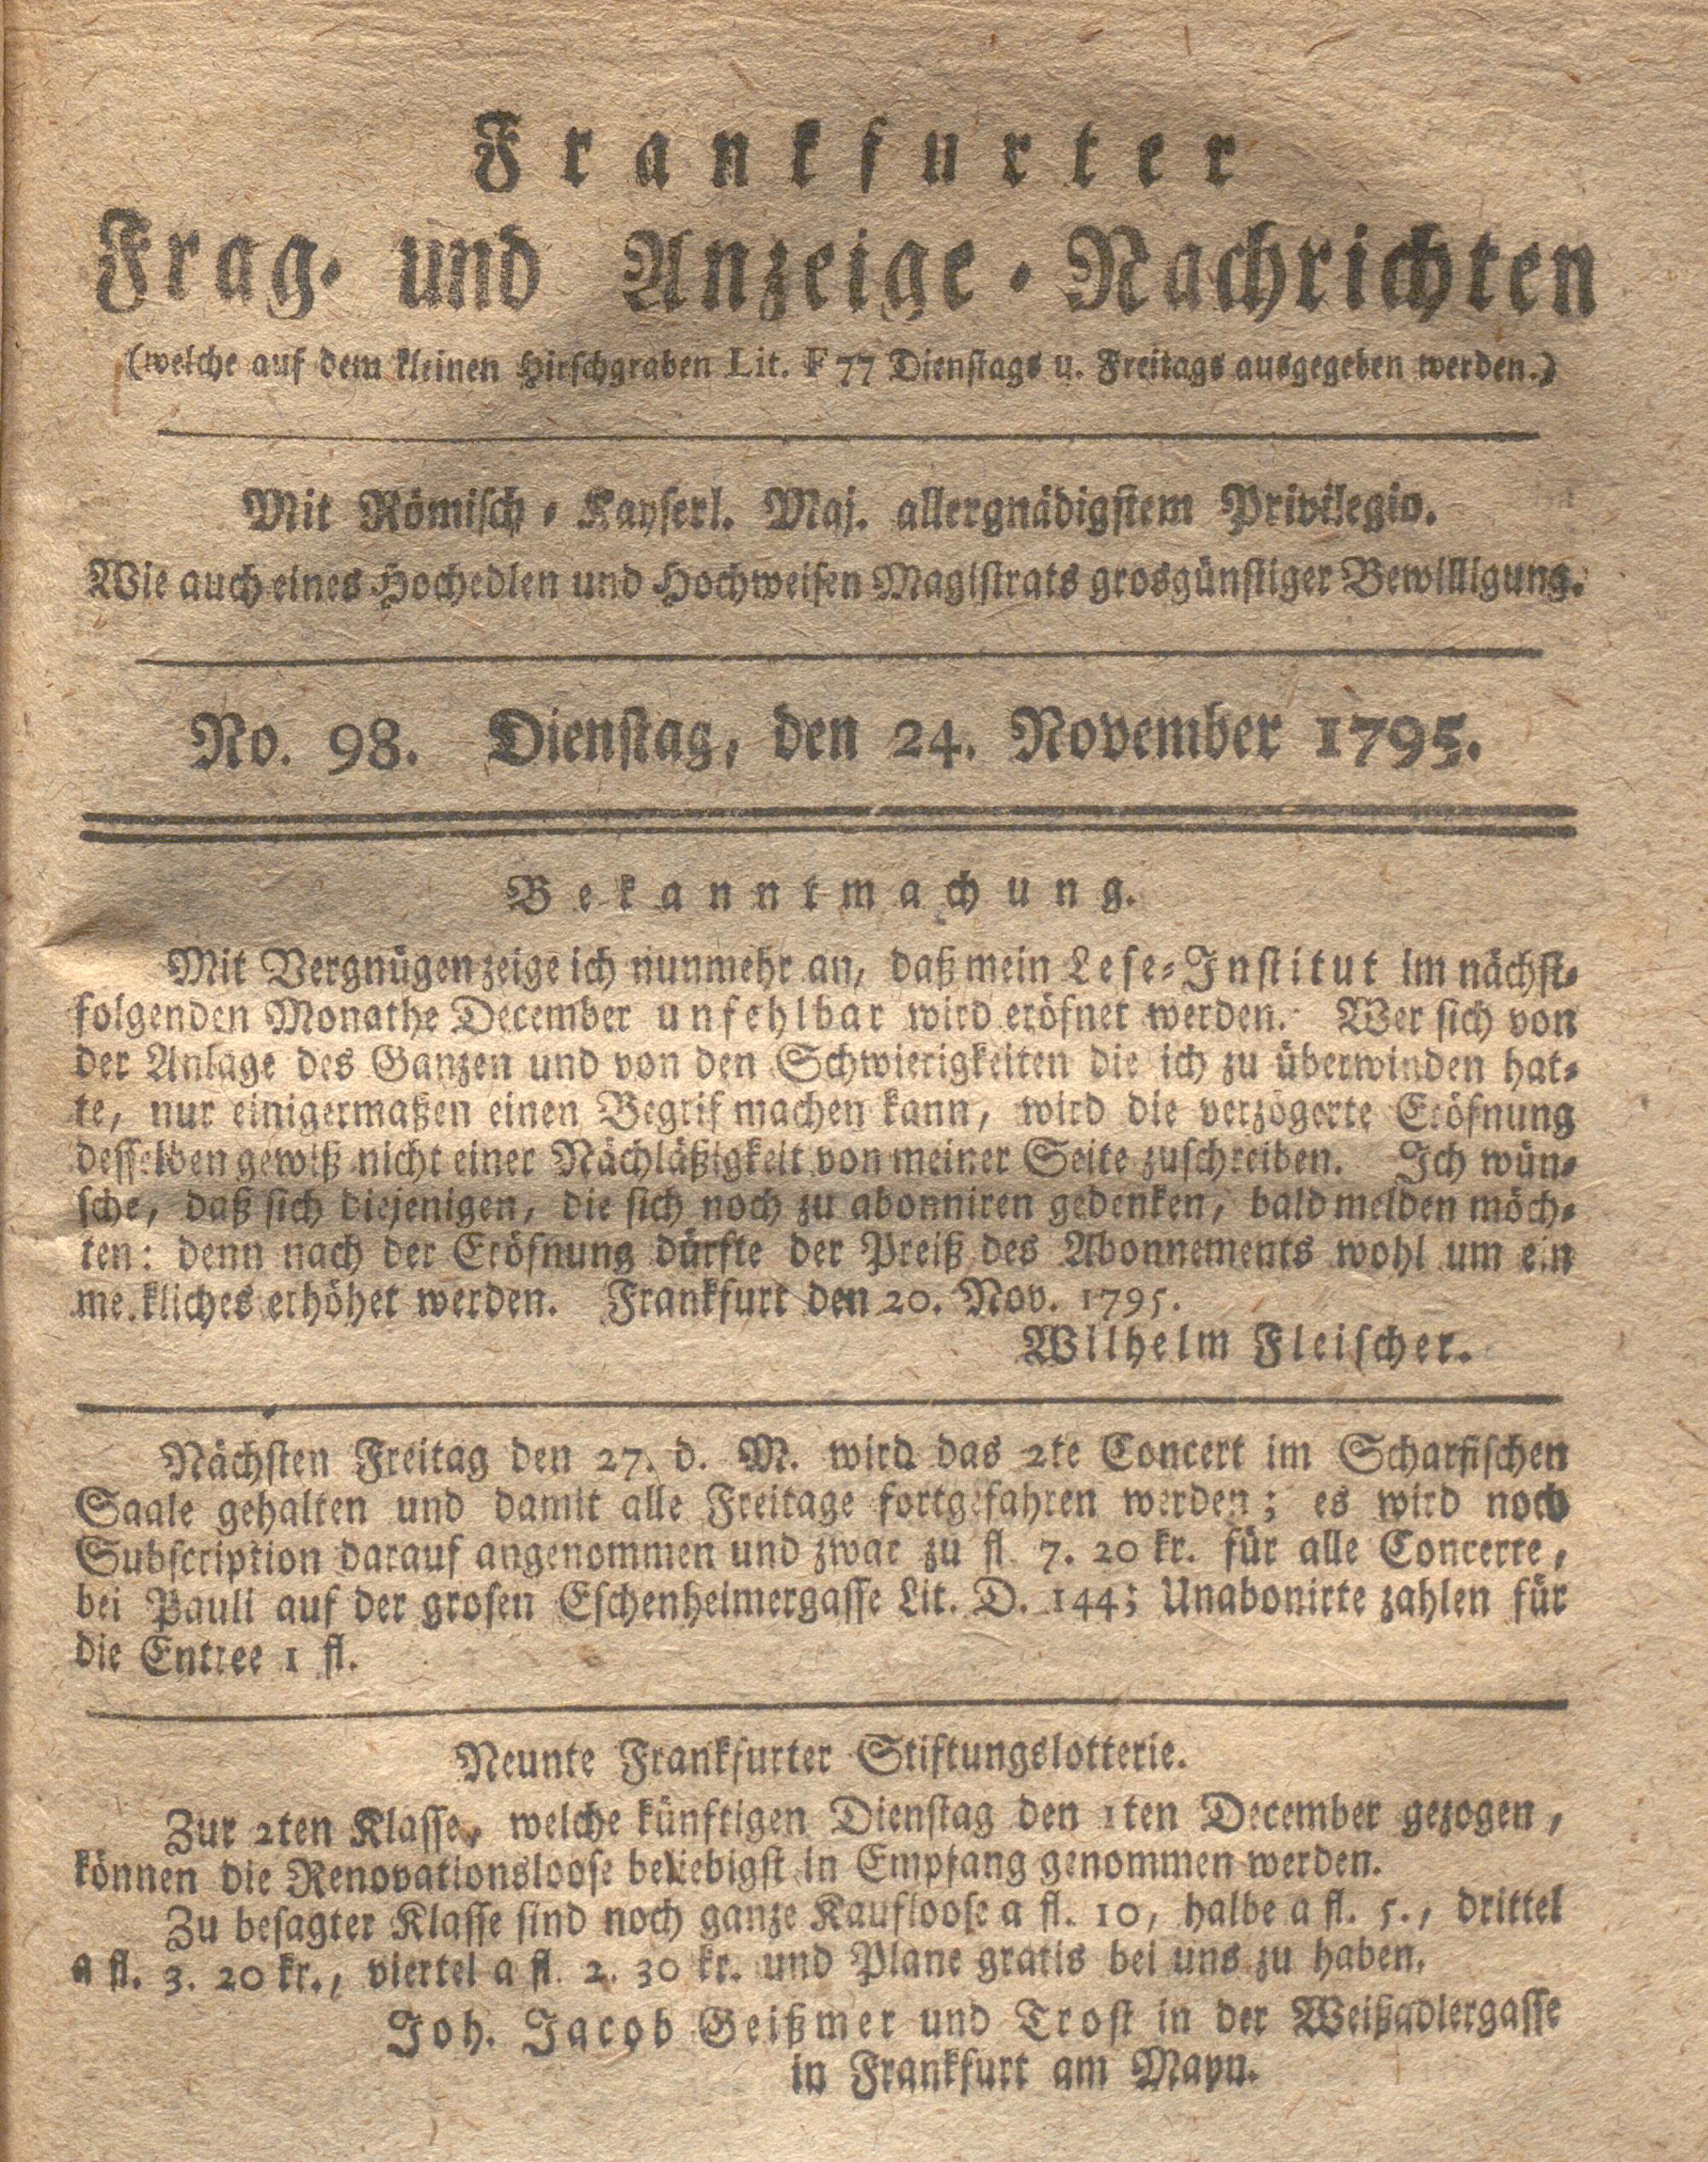 Frankfurter
Frag- und Anzeige-Nachrichten
(welche auf dem kleinen Hirschgraben Lit. F 77 Dienstags u. Freitags ausgegeben werden.)
Mit Römisch-Kayserl. Maj. allergnädigstem Privilegio.
Wie auch eines Hochedlen und Hochweisen Magistrats grosgünstiger Bewilligung.
No. 98. Dienstag, den 24. November 1795.
Bekanntmachung.
Mit Vergnügen zeige ich nunmehr an, daß mein Lese-Institut im nächst-
folgenden Monathe December unfehlbar wird eröfnet werden. Wer sich von
der Anlage des Ganzen und von den Schwierigkeiten die ich zu überwinden hat-
te, nur einigermaßen einen Begrif machen kann, wird die verzögerte Eröfnung
desselben gewiß nicht einer Nächläßigkeit von meiner Seite zuschreiben. Ich wün-
sche, daß sich diejenigen, die sich noch zu abonniren gedenken, bald melden möch-
ten: denn nach der Eröfnung dürfte der Preiß des Abonnements wohl um ein
me.kliches erhöhet werden. Frankfurt den 20. Nov. 1795.
Wilhelm Fleischer.
Nächsten Freitag den 27. d. M. wird das 2te Concert im Scharfischen
Saale gehalten und damit alle Freitage fortgefahren werden; es wird noch
Subscription darauf angenommen und zwar zu fl. 7. 20 kr. für alle Concerte,
bei Pauli auf der grosen Eschenheimergasse Lit. D. 144; Unabonirte zahlen für
die Entree 1 fl.
Neunte Frankfurter Stiftungslotterie.
Zur 2ten Klasse, welche künftigen Dienstag den 1ten December gezogen,
können die Renovationsloose beliebigst in Empfang genommen werden.
Zu besagter Klasse sind noch ganze Kaufloose a fl. 10, halbe a fl. 5., drittel
a fl. 3. 20 kr., viertel a fl. 2. 30 kr. und Plane gratis bei uns zu haben.
Joh. Jacob Geißmer und Trost in der Weißadlergasse
in Frankfurt am Mayn.